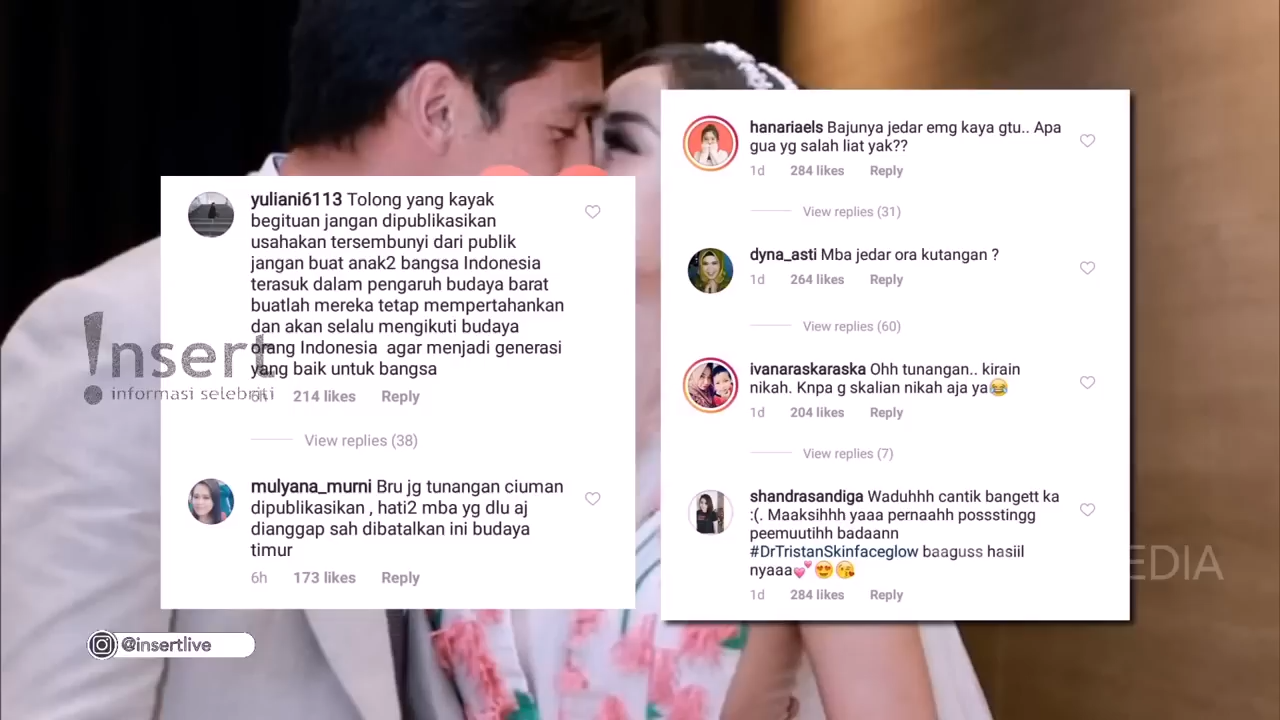 yuliani6113 Tolong yang kayak
begituan jangan dipublikasikan
usahakan tersembunyi dari publik
jangan buat anak2 bangsa Indonesia
terasuk dalam pengaruh budaya barat
buatlah mereka tetap mempertahankan
dan akan selalu mengikuti budaya
orang Indonesia agar menjadi generasi
yang baik untuk bangsa
6h 214 likes Reply
View replies (38)
mulyana_murni Bru jg tunangan ciuman
dipublikasikan , hati2 mba yg dlu aj
dianggap sah dibatalkan ini budaya
timur
6h 173 likes Reply
hanariaels Bajunya jedar emg kaya gtu.. Apa
gua yg salah liat yak??
1d 284 likes Reply
View replies (31)
dyna_asti Mba jedar ora kutangan ?
1d 264 likes Reply
View replies (60)
ivanaraskaraska Ohh tunangan.. kirain
nikah. Knpa g skalian nikah aja ya😂
1d 204 likes Reply
View replies (7)
shandrasandiga Waduhhh cantik bangett ka
:(. Maaksihhh yaaa pernaahh possstingg
peemuutihh badaann
#DrTristanSkinfaceglow baaguss hasiil
nyaaa💕😍😘
1d 284 likes Reply
!nsert
informasi selebriti
EDIA
@insertlive